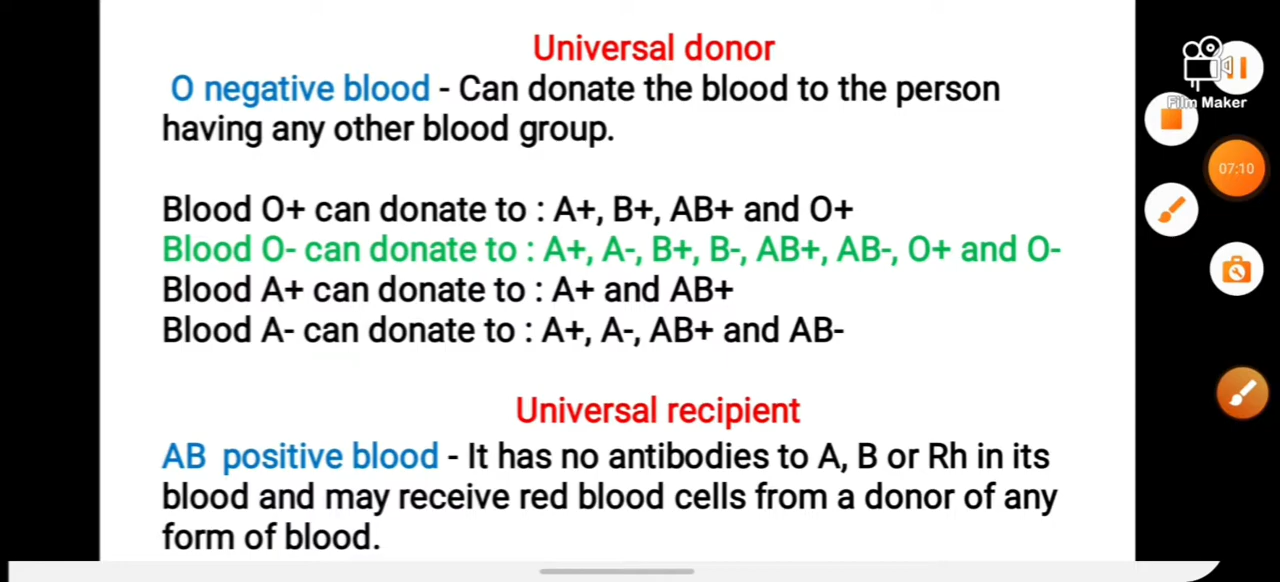 Universal donor
O negative blood - Can donate the blood to the person
having any other blood group.
Blood O+ can donate to : A+, B+, AB+ and O+
Blood O- can donate to : A+, A-, B+, B-, AB+, AB-, O+ and O-
Blood A+ can donate to : A+ and AB+
Blood A- can donate to : A+, A-, AB+ and AB-
Universal recipient
AB positive blood - It has no antibodies to A, B or Rh in its
blood and may receive red blood cells from a donor of any
form of blood.
Film Maker
07:10